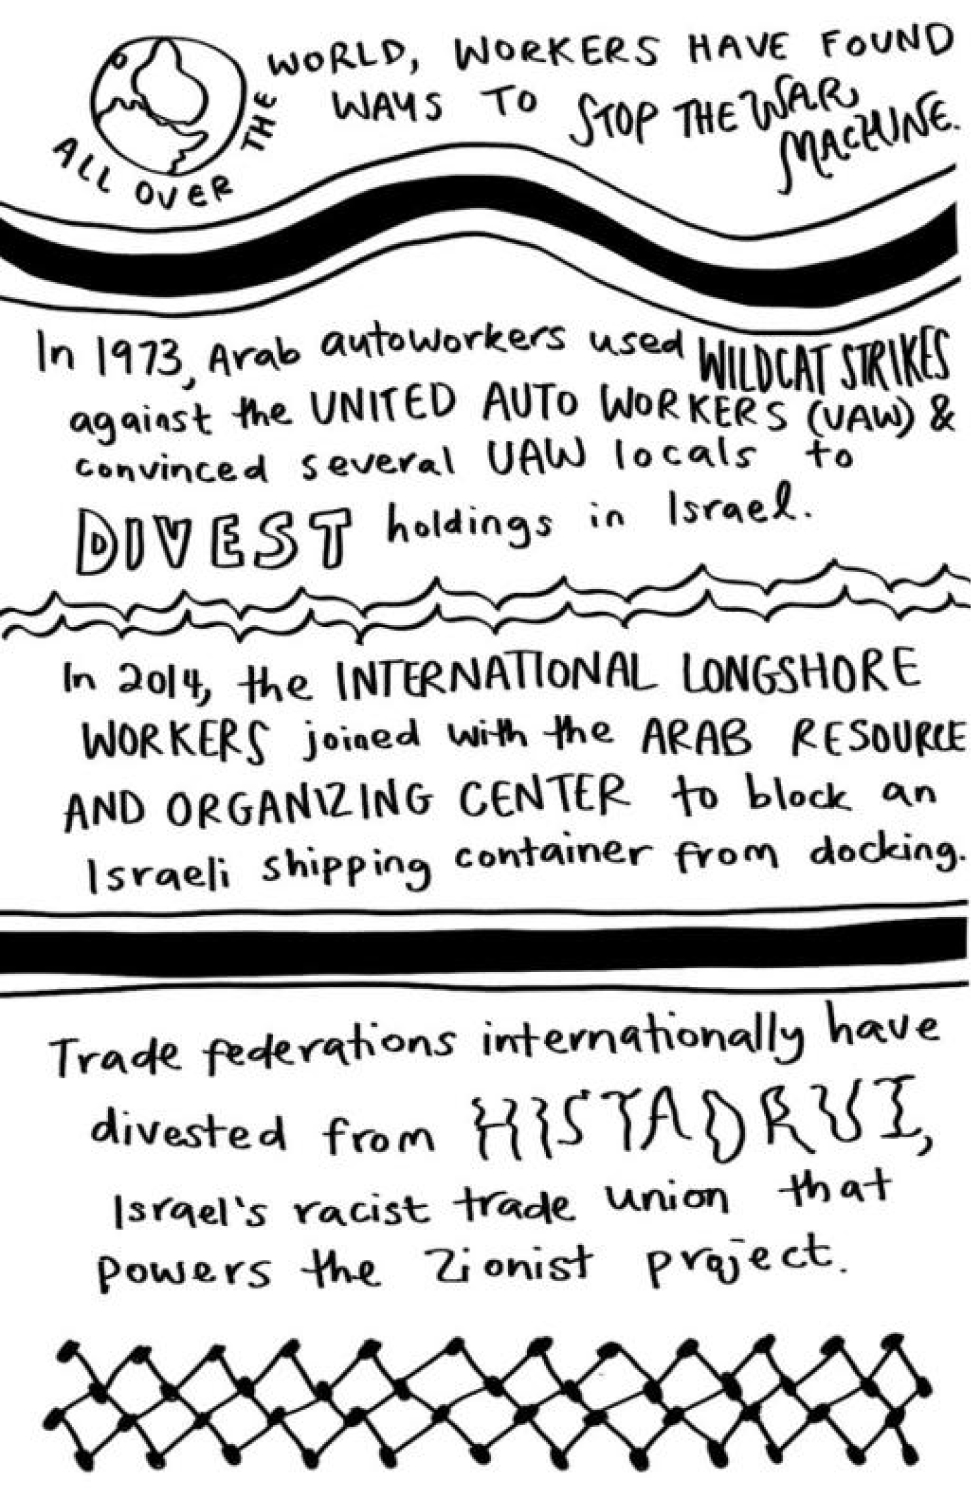 ALL OVER THE WORLD, WORKERS HAVE FOUND
WAYS TO STOP THE WAR
MACHINE.
In 1973, Arab autoworkers used WILDCAT STRIKES
against the UNITED AUTO WORKERS (UAW) &
convinced several UAW locals to
DIVEST holdings in Israel.
In 2014, the INTERNATIONAL LONGSHORE
WORKERS joined with the ARAB RESOURCE
AND ORGANIZING CENTER to block an
Israeli shipping container from docking.
Trade federations internationally have
divested from HISTADRUT,
Israel's racist trade union that
powers the Zionist project.